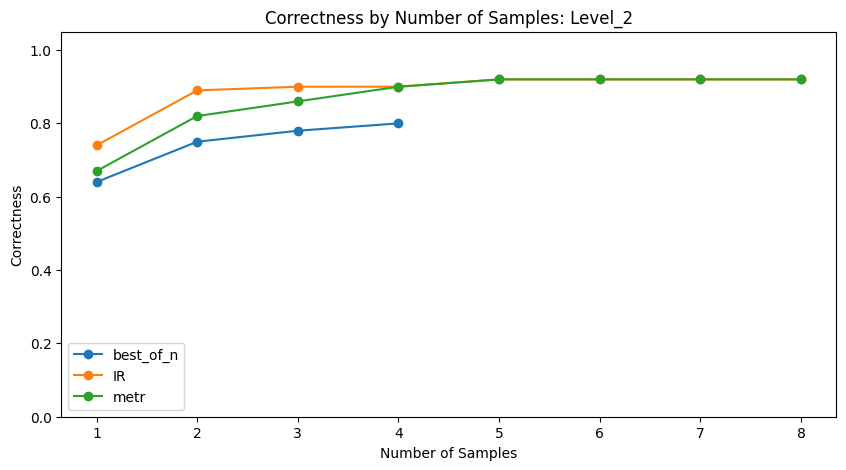 Correctness by Number of Samples: Level_2
1.0
0.8
0.6
0.4
0.2
0.0
Correctness
best_of_n
IR
metr
1 2 3 4 5 6 7 8
Number of Samples